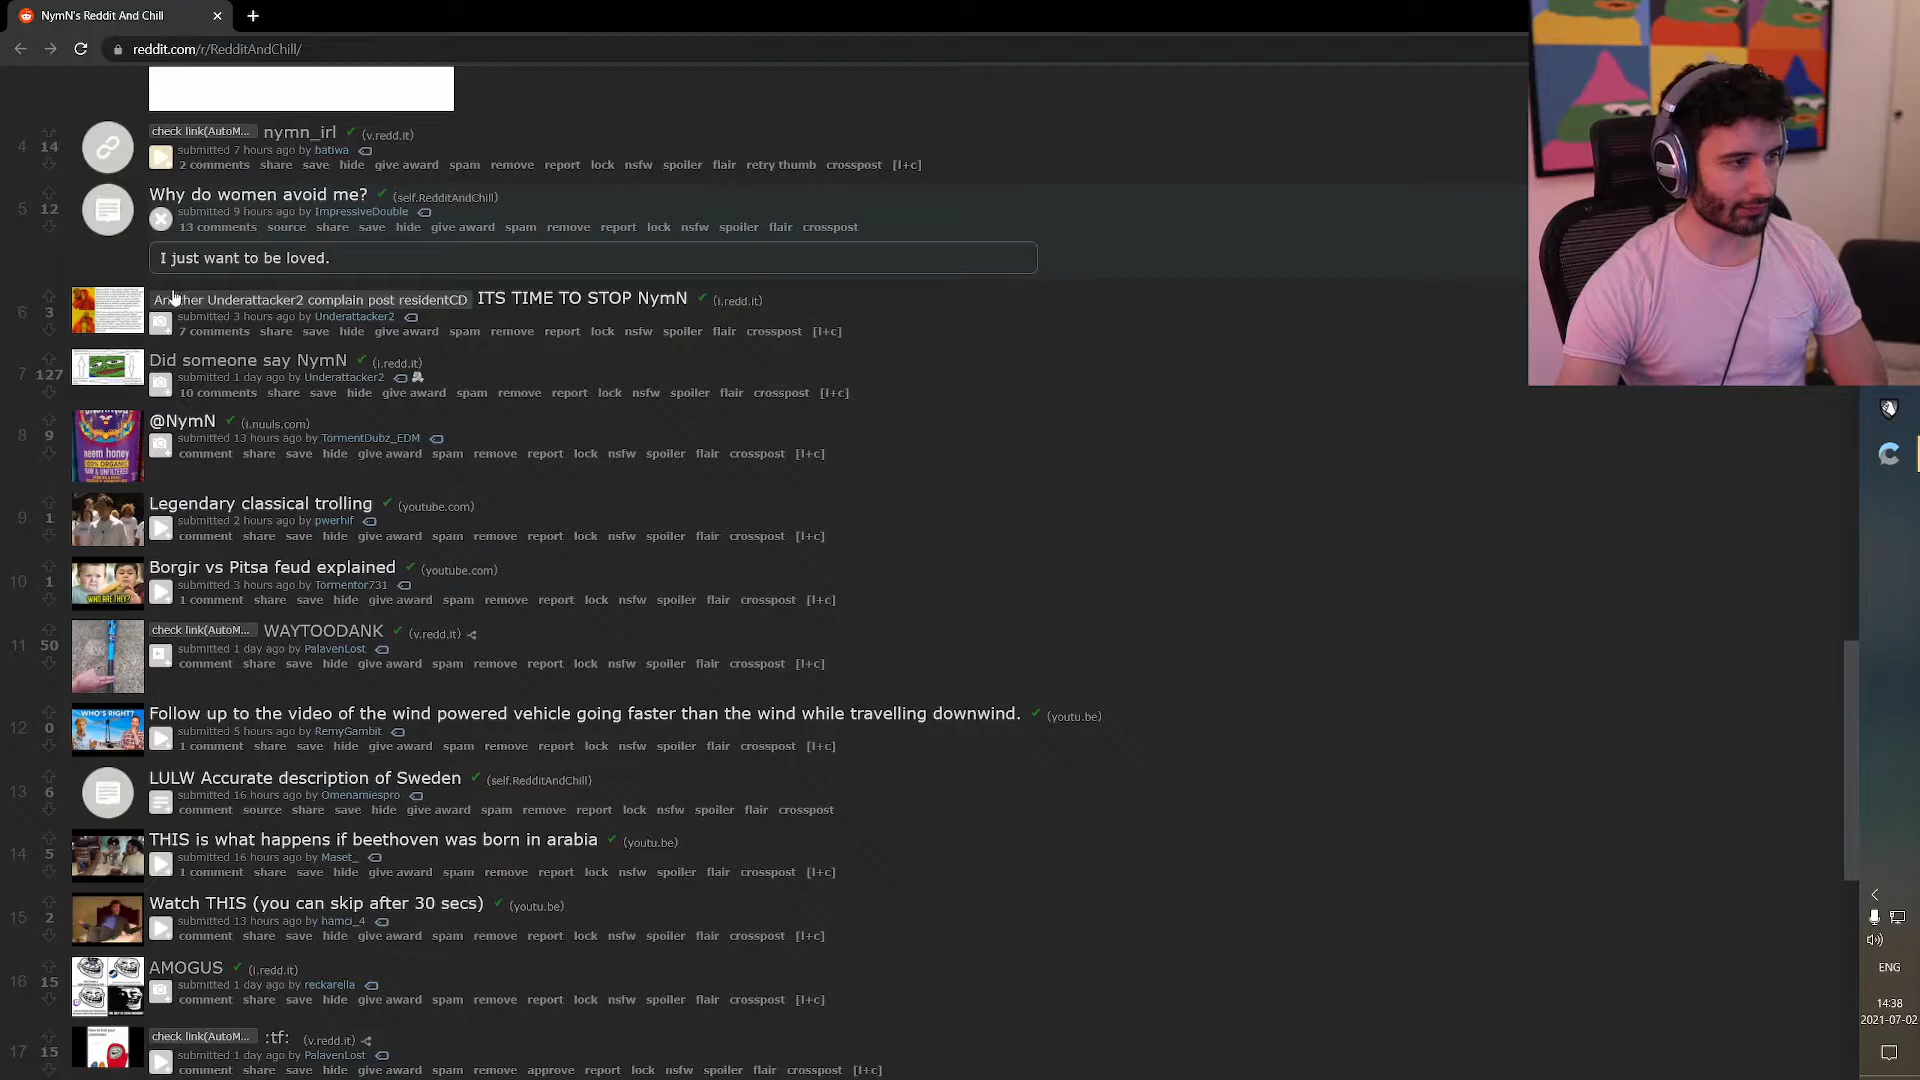 NymN's Reddit And Chill
reddit.com/r/RedditAndChill/
4 14 check link(AutoM... nymn_irl (v.redd.it)
submitted 7 hours ago by batiwa
2 comments share save hide give award spam remove report lock nsfw spoiler flair retry thumb crosspost [l+c]
5 12 Why do women avoid me? (self.RedditAndChill)
submitted 9 hours ago by ImpressiveDouble
13 comments source share save hide give award spam remove report lock nsfw spoiler flair crosspost
I just want to be loved.
6 3 Another Underattacker2 complain post residentCD ITS TIME TO STOP NymN (i.redd.it)
submitted 3 hours ago by Underattacker2
7 comments share save hide give award spam remove report lock nsfw spoiler flair crosspost [l+c]
7 127 Did someone say NymN (i.redd.it)
submitted 1 day ago by Underattacker2
10 comments share save hide give award spam remove report lock nsfw spoiler flair crosspost [l+c]
8 9 @NymN (i.nuuls.com)
submitted 13 hours ago by TormentDubz_EDM
comment share save hide give award spam remove report lock nsfw spoiler flair crosspost [l+c]
neem honey
100% ORGANIC
RAW & UNFILTERED
9 1 Legendary classical trolling (youtube.com)
submitted 2 hours ago by pwerhif
comment share save hide give award spam remove report lock nsfw spoiler flair crosspost [l+c]
10 1 Borgir vs Pitsa feud explained (youtube.com)
submitted 3 hours ago by Tormentor731
1 comment share save hide give award spam remove report lock nsfw spoiler flair crosspost [l+c]
WHO ARE THEY?
11 50 check link(AutoM... WAYTOODANK (v.redd.it)
submitted 1 day ago by PalavenLost
comment share save hide give award spam remove report lock nsfw spoiler flair crosspost [l+c]
WHO'S RIGHT?
12 0 Follow up to the video of the wind powered vehicle going faster than the wind while travelling downwind. (youtu.be)
submitted 5 hours ago by RemyGambit
1 comment share save hide give award spam remove report lock nsfw spoiler flair crosspost [l+c]
13 6 LULW Accurate description of Sweden (self.RedditAndChill)
submitted 16 hours ago by Omenamiespro
comment source share save hide give award spam remove report lock nsfw spoiler flair crosspost
14 5 THIS is what happens if beethoven was born in arabia (youtu.be)
submitted 16 hours ago by Maset_
1 comment share save hide give award spam remove report lock nsfw spoiler flair crosspost [l+c]
15 2 Watch THIS (you can skip after 30 secs) (youtu.be)
submitted 13 hours ago by hamci_4
comment share save hide give award spam remove report lock nsfw spoiler flair crosspost [l+c]
16 15 AMOGUS (i.redd.it)
submitted 1 day ago by reckarella
comment share save hide give award spam remove report lock nsfw spoiler flair crosspost [l+c]
17 15 check link(AutoM... :tf: (v.redd.it)
submitted 1 day ago by PalavenLost
comment share save hide give award spam remove approve report lock nsfw spoiler flair crosspost [l+c]
ENG
14:38
2021-07-02